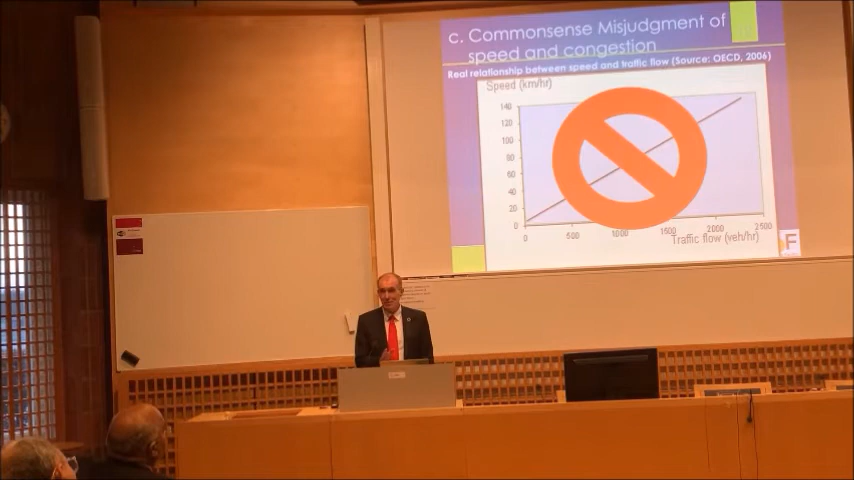 c. Commonsense Misjudgment of
speed and congestion
Real relationship between speed and traffic flow (Source: OECD, 2006)
Speed (km/hr)
140
120
100
80
60
40
20
0
0 500 1000 1500 2000 2500
Traffic flow (veh/hr)
F